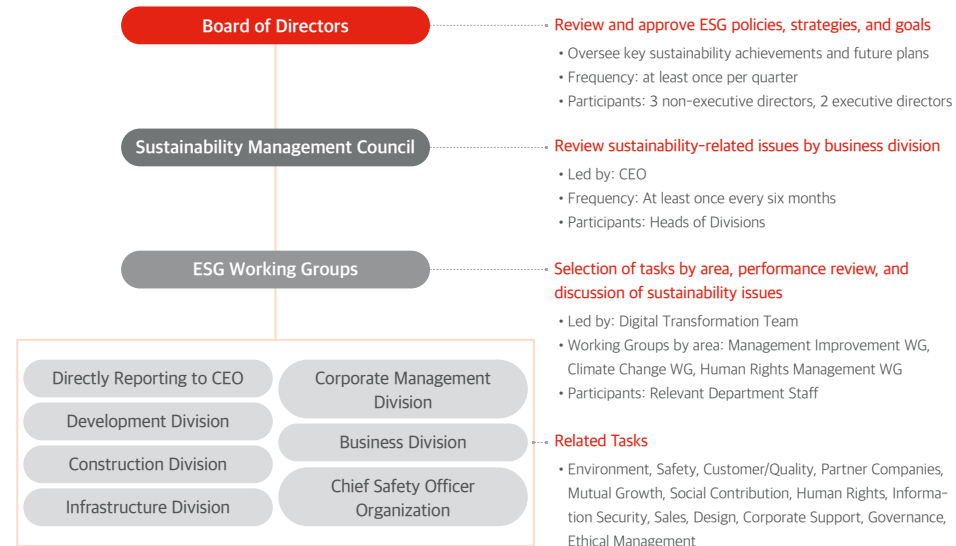 Board of Directors
Review and approve ESG policies, strategies, and goals
• Oversee key sustainability achievements and future plans
• Frequency: at least once per quarter
• Participants: 3 non-executive directors, 2 executive directors
Sustainability Management Council
Review sustainability-related issues by business division
• Led by: CEO
• Frequency: At least once every six months
• Participants: Heads of Divisions
ESG Working Groups
Selection of tasks by area, performance review, and
discussion of sustainability issues
• Led by: Digital Transformation Team
• Working Groups by area: Management Improvement WG,
Climate Change WG, Human Rights Management WG
• Participants: Relevant Department Staff
Directly Reporting to CEO
Development Division
Construction Division
Infrastructure Division
Corporate Management
Division
Business Division
Chief Safety Officer
Organization
Related Tasks
• Environment, Safety, Customer/Quality, Partner Companies,
Mutual Growth, Social Contribution, Human Rights, Informa-
tion Security, Sales, Design, Corporate Support, Governance,
Ethical Management